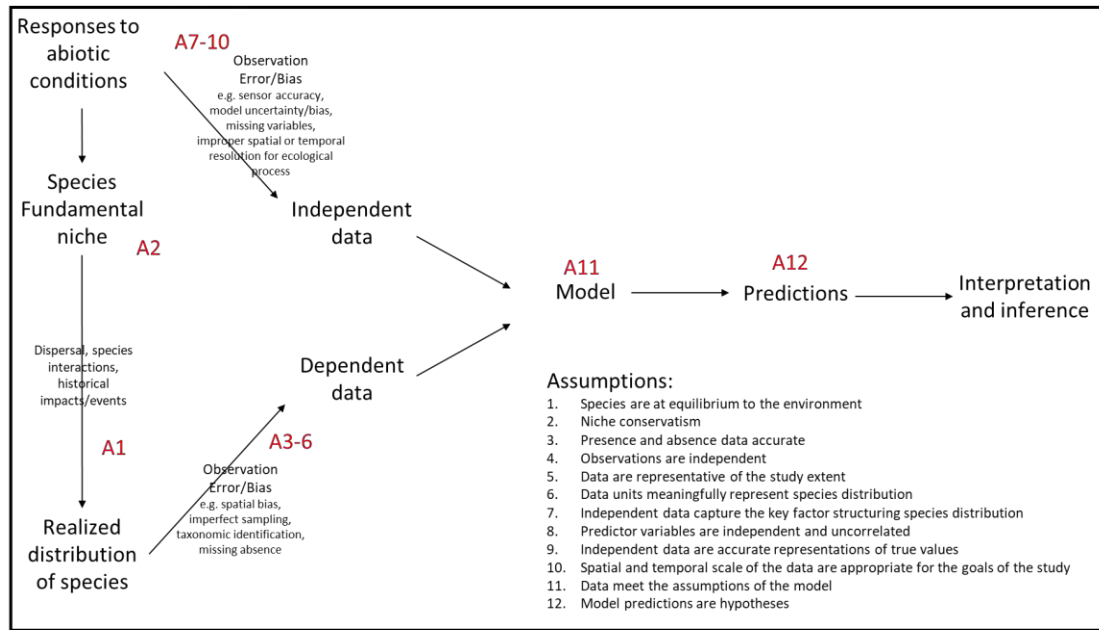 Responses to
abiotic
conditions
A7-10
Observation
Error/Bias
e.g. sensor accuracy,
model uncertainty/bias,
missing variables,
improper spatial or temporal
resolution for ecological
process
Species
Fundamental
niche
A2
Independent
data
A11
Model
A12
Predictions
Interpretation
and inference
Dispersal, species
interactions,
historical
impacts/events
Dependent
data
A1
A3-6
Observation
Error/Bias
e.g. spatial bias,
imperfect sampling,
taxonomic identification,
missing absence
Realized
distribution
of species
Assumptions:
1. Species are at equilibrium to the environment
2. Niche conservatism
3. Presence and absence data accurate
4. Observations are independent
5. Data are representative of the study extent
6. Data units meaningfully represent species distribution
7. Independent data capture the key factor structuring species distribution
8. Predictor variables are independent and uncorrelated
9. Independent data are accurate representations of true values
10. Spatial and temporal scale of the data are appropriate for the goals of the study
11. Data meet the assumptions of the model
12. Model predictions are hypotheses